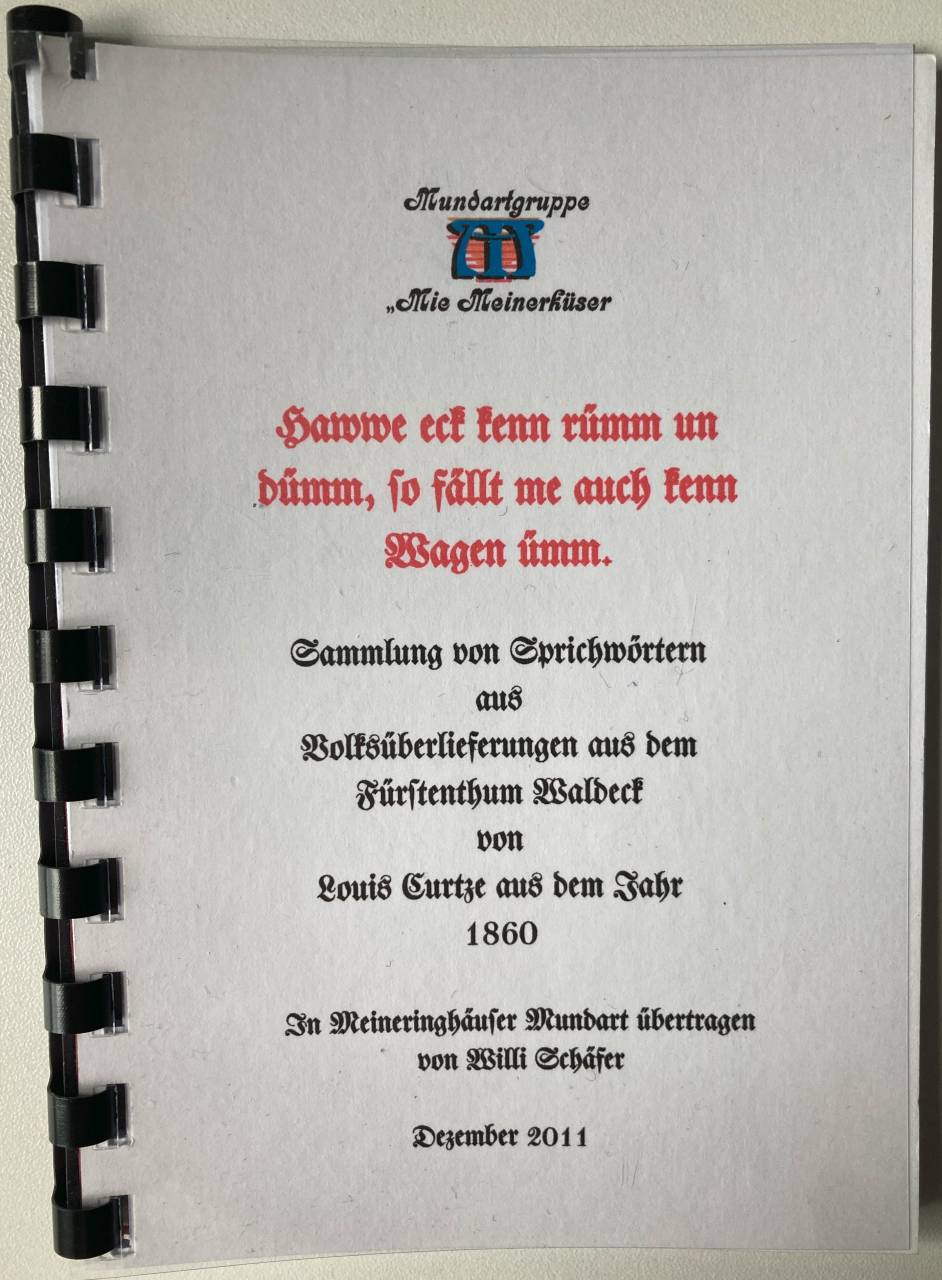 Mundartgruppe
„Mie Meinerküser
Hawwe eck kenn rümm un
dümm, so fällt me auch kenn
Wagen ümm.
Sammlung von Sprichwörtern
aus
Volksüberlieferungen aus dem
Fürstenthum Waldeck
von
Louis Curtze aus dem Jahr
1860
In Meineringhäuser Mundart übertragen
von Willi Schäfer
Dezember 2011